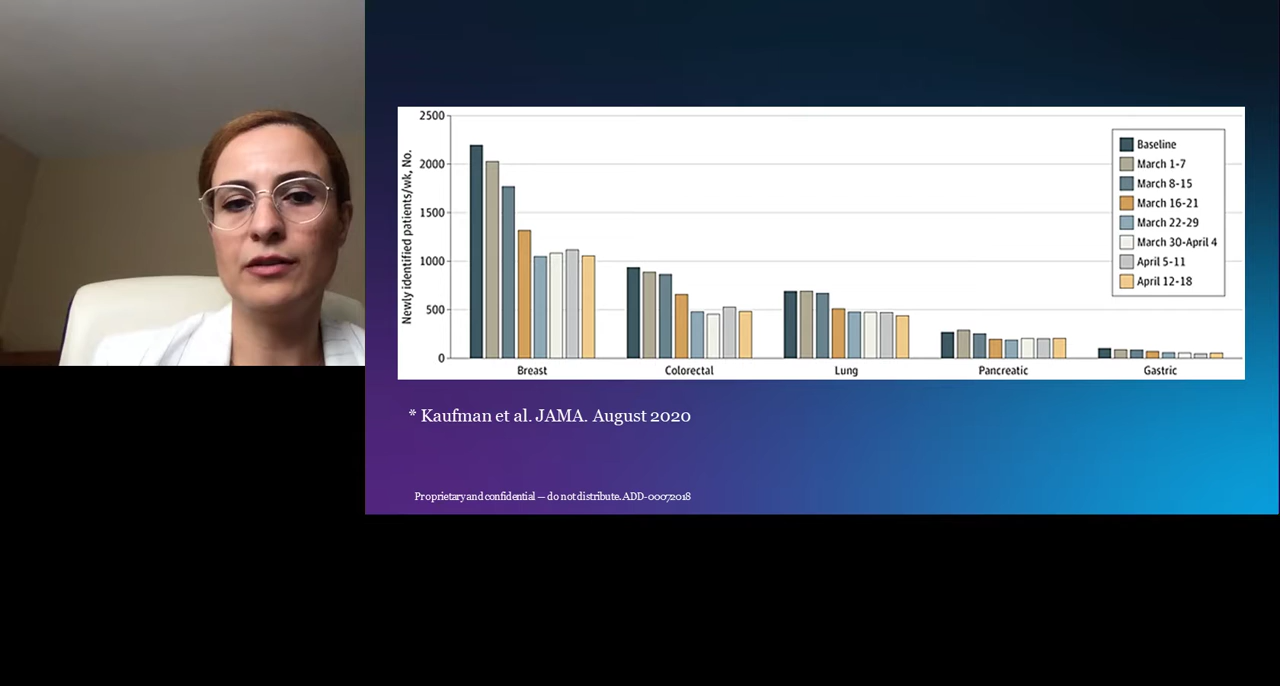 2500
2000
1500
1000
500
0
Newly identified patients/wk, No.
Baseline
March 1-7
March 8-15
March 16-21
March 22-29
March 30-April 4
April 5-11
April 12-18
Breast
Colorectal
Lung
Pancreatic
Gastric
* Kaufman et al. JAMA. August 2020
Proprietary and confidential — do not distribute. ADD-00072018